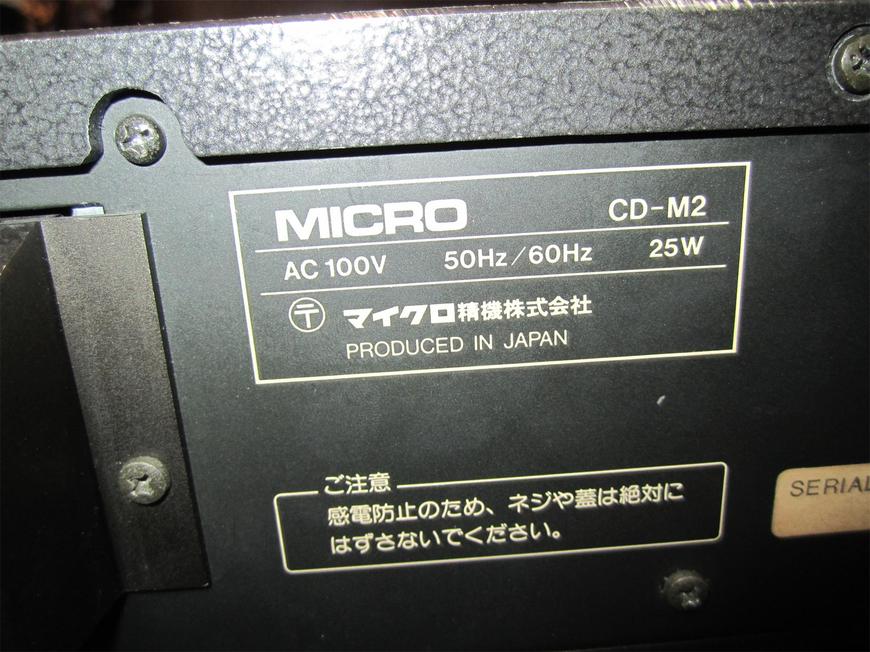 MICRO CD-M2
AC 100V 50Hz/60Hz 25W
〒 マイクロ精機株式会社
PRODUCED IN JAPAN
ご注意
感電防止のため、ネジや蓋は絶対に
はずさないでください。
SERIAL